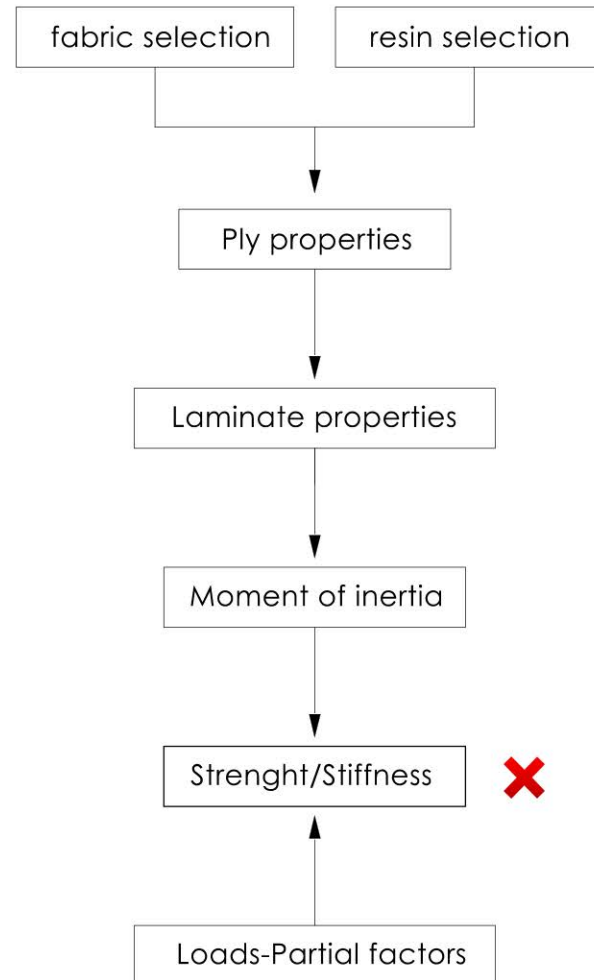 fabric selection
resin selection
Ply properties
Laminate properties
Moment of inertia
Strenght/Stiffness
Loads-Partial factors